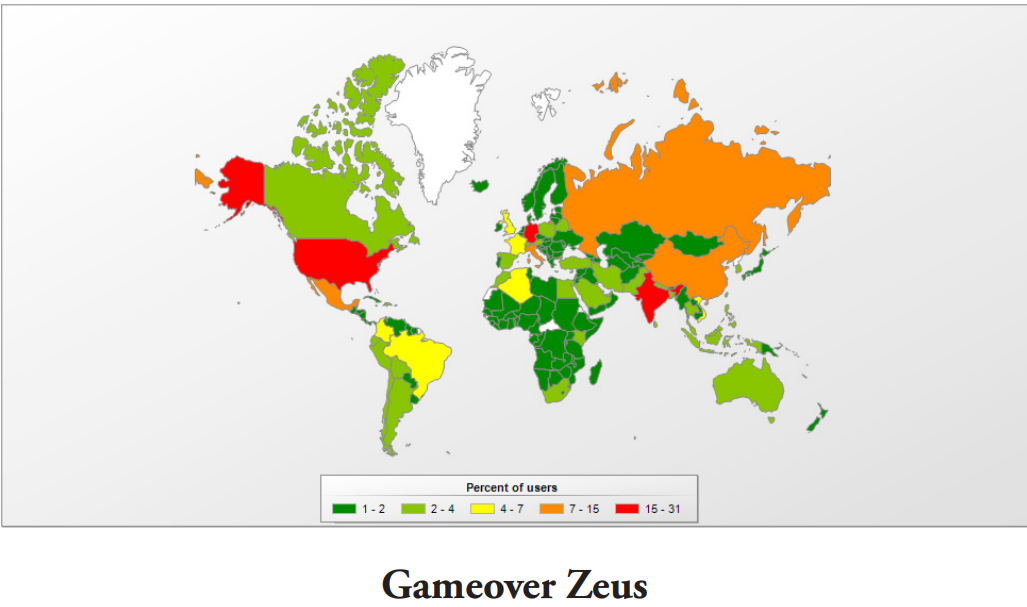 Percent of users
1 - 2 2 - 4 4 - 7 7 - 15 15 - 31
Gameover Zeus